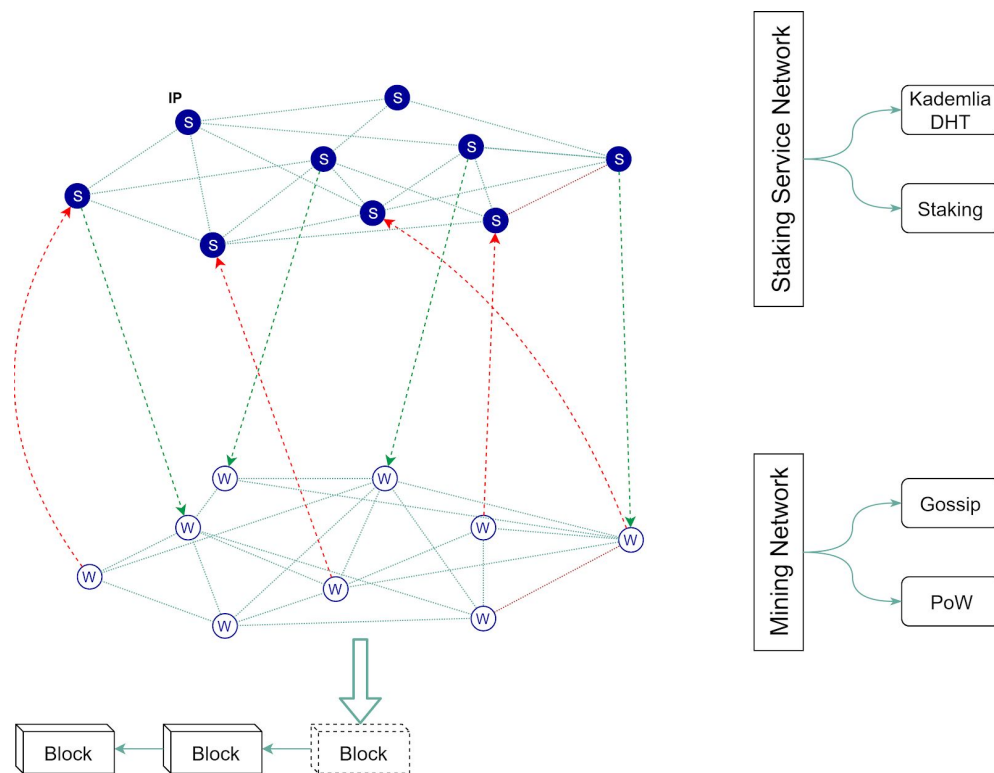 IP
S
S
S
S
S
S
S
S
S
W
W
W
W
W
W
W
W
W
Block
Block
Block
Staking Service Network
Kademlia
DHT
Staking
Mining Network
Gossip
PoW